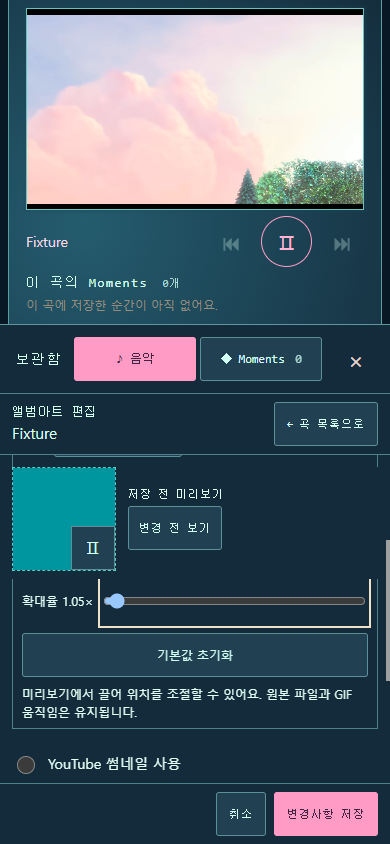 Fixture
이 곡의 Moments 0개
이 곡에 저장한 순간이 아직 없어요.
보관함
♪ 음악
◆ Moments 0
×
앨범아트 편집
Fixture
← 곡 목록으로
저장 전 미리보기
변경 전 보기
확대율 1.05×
기본값 초기화
미리보기에서 끌어 위치를 조절할 수 있어요. 원본 파일과 GIF
움직임은 유지됩니다.
YouTube 썸네일 사용
취소
변경사항 저장